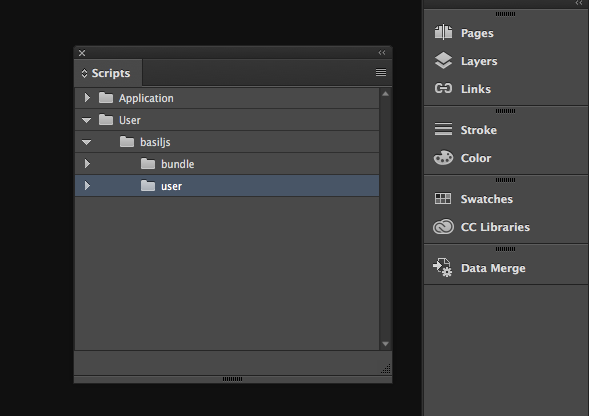 Scripts
Application
User
basiljs
bundle
user
Pages
Layers
Links
Stroke
Color
Swatches
CC Libraries
Data Merge